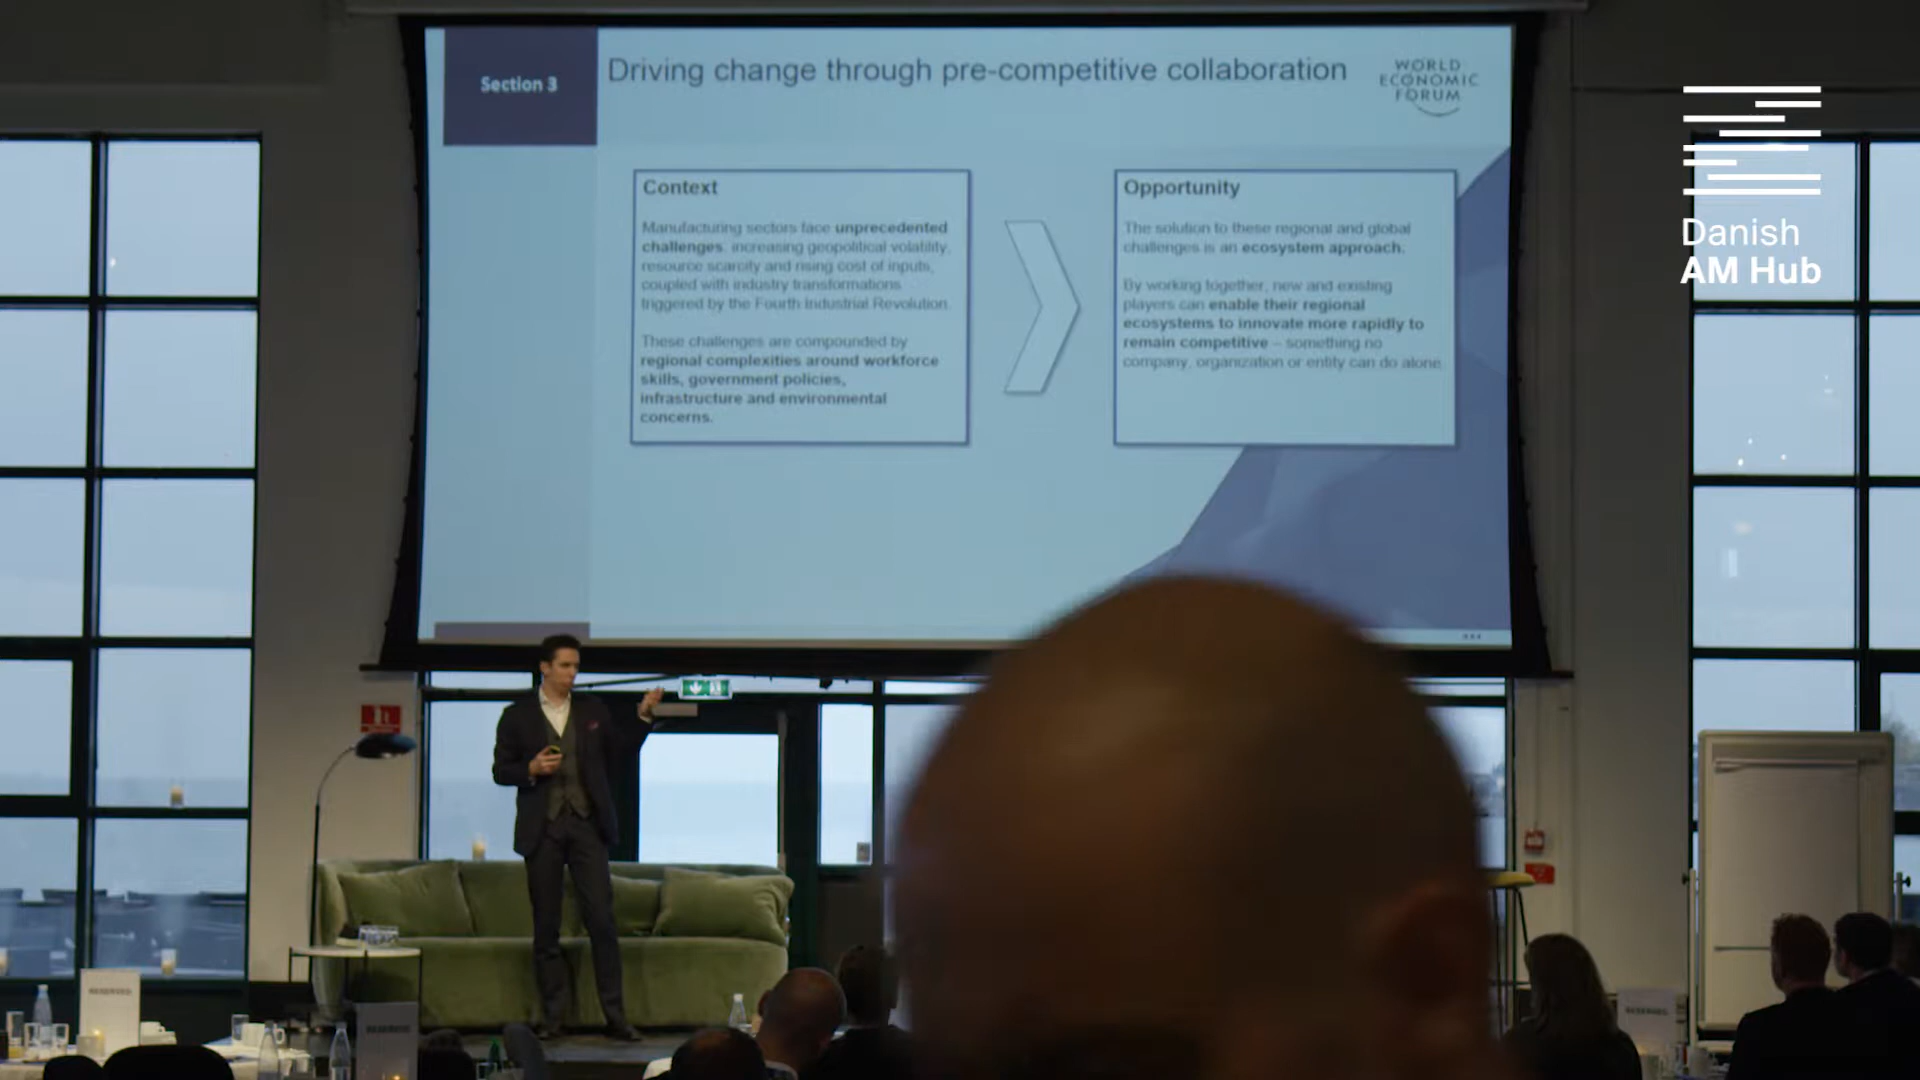 Section 3
Driving change through pre-competitive collaboration
WORLD
ECONOMIC
FORUM
Context
Manufacturing sectors face unprecedented
challenges: increasing geopolitical volatility,
resource scarcity and rising cost of inputs,
coupled with industry transformations
triggered by the Fourth Industrial Revolution.
These challenges are compounded by
regional complexities around workforce
skills, government policies,
infrastructure and environmental
concerns.
Opportunity
The solution to these regional and global
challenges is an ecosystem approach.
By working together, new and existing
players can enable their regional
ecosystems to innovate more rapidly to
remain competitive – something no
company, organization or entity can do alone.
Danish
AM Hub
RESERVED
RESERVED
RESERVED